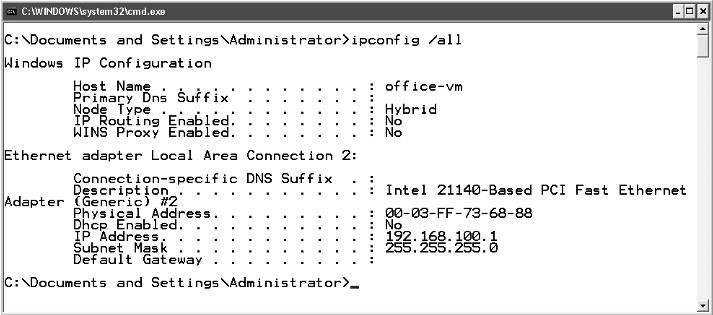 C:\WINDOWS\system32\cmd.exe
C:\Documents and Settings\Administrator>ipconfig /all
Windows IP Configuration
Host Name . . . . . . . . . . . . : office-vm
Primary Dns Suffix  . . . . . . . :
Node Type . . . . . . . . . . . . : Hybrid
IP Routing Enabled. . . . . . . . : No
WINS Proxy Enabled. . . . . . . . : No
Ethernet adapter Local Area Connection 2:
Connection-specific DNS Suffix  . :
Description . . . . . . . . . . . : Intel 21140-Based PCI Fast Ethernet
Adapter (Generic) #2
Physical Address. . . . . . . . . : 00-03-FF-73-68-88
Dhcp Enabled. . . . . . . . . . . : No
IP Address. . . . . . . . . . . . : 192.168.100.1
Subnet Mask . . . . . . . . . . . : 255.255.255.0
Default Gateway . . . . . . . . . :
C:\Documents and Settings\Administrator>_